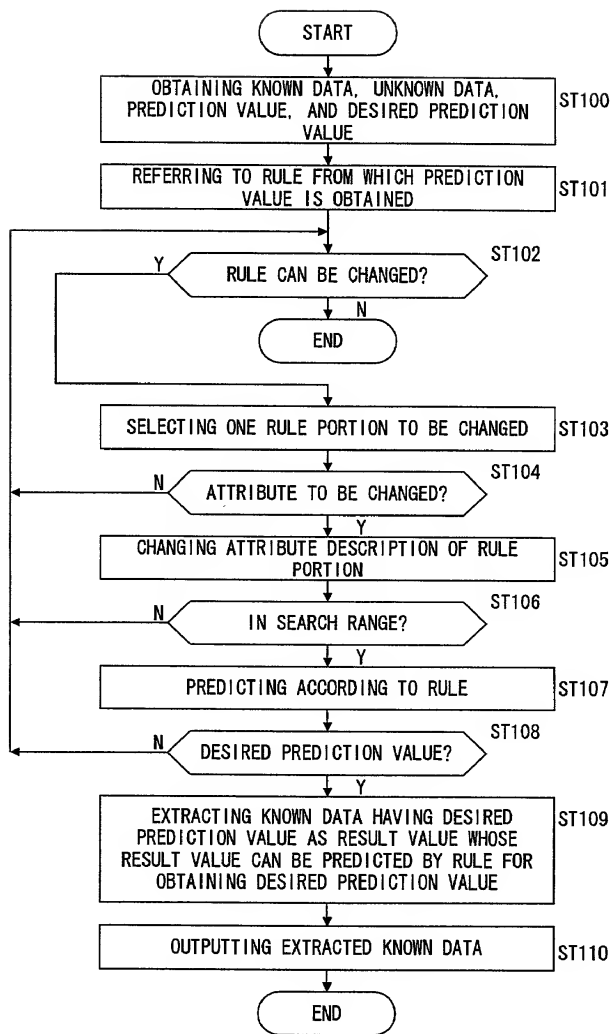 START
OBTAINING KNOWN DATA, UNKNOWN DATA,
PREDICTION VALUE, AND DESIRED PREDICTION
VALUE
ST100
REFERRING TO RULE FROM WHICH PREDICTION
VALUE IS OBTAINED
ST101
Y
RULE CAN BE CHANGED?
ST102
N
END
SELECTING ONE RULE PORTION TO BE CHANGED
ST103
N
ATTRIBUTE TO BE CHANGED?
ST104
Y
CHANGING ATTRIBUTE DESCRIPTION OF RULE
PORTION
ST105
N
IN SEARCH RANGE?
ST106
Y
PREDICTING ACCORDING TO RULE
ST107
N
DESIRED PREDICTION VALUE?
ST108
Y
EXTRACTING KNOWN DATA HAVING DESIRED
PREDICTION VALUE AS RESULT VALUE WHOSE
RESULT VALUE CAN BE PREDICTED BY RULE FOR
OBTAINING DESIRED PREDICTION VALUE
ST109
OUTPUTTING EXTRACTED KNOWN DATA
ST110
END